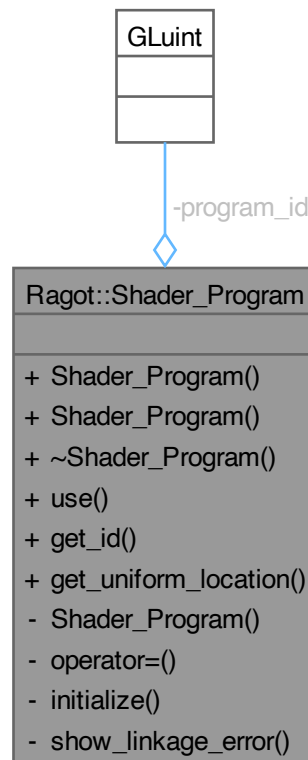 GLuint
-program_id
Ragot::Shader_Program
+ Shader_Program()
+ Shader_Program()
+ ~Shader_Program()
+ use()
+ get_id()
+ get_uniform_location()
- Shader_Program()
- operator=()
- initialize()
- show_linkage_error()